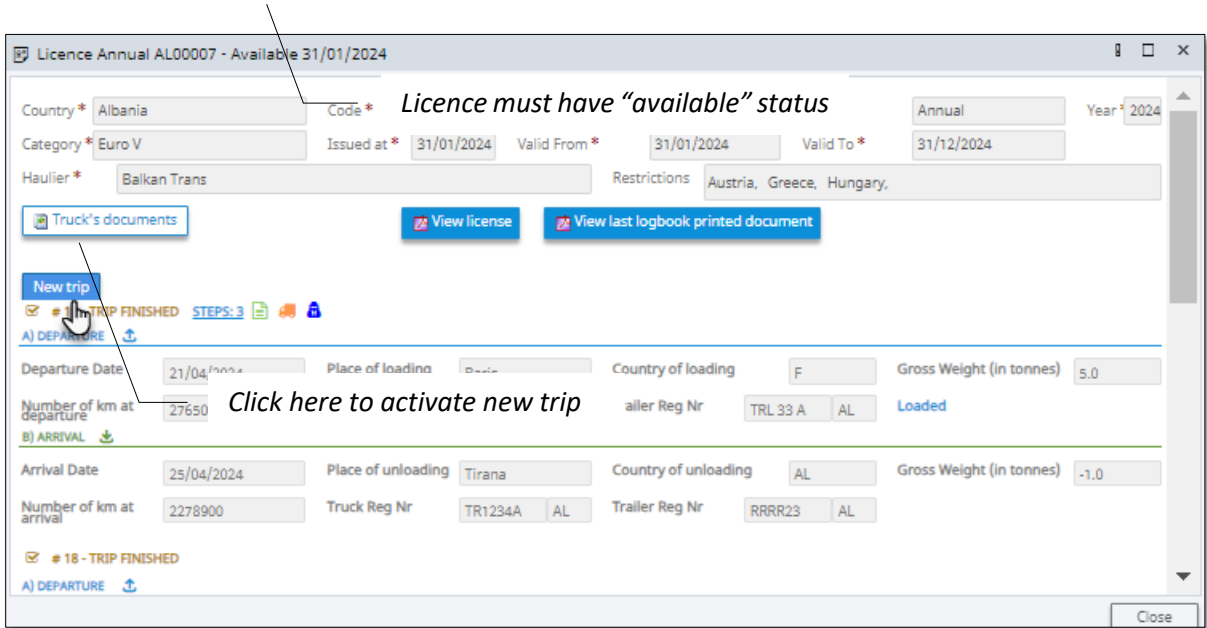 Licence Annual AL00007 - Available 31/01/2024
Country * Albania Code * Licence must have “available” status Annual Year * 2024
Category * Euro V Issued at * 31/01/2024 Valid From * 31/01/2024 Valid To * 31/12/2024
Haulier * Balkan Trans Restrictions Austria, Greece, Hungary,
Truck's documents View license View last logbook printed document
New trip
TRIP FINISHED STEPS: 3
A) DEPARTURE
Departure Date 21/04/2024 Place of loading Country of loading F Gross Weight (in tonnes) 5.0
Number of km at departure 27650 Click here to activate new trip ailer Reg Nr TRL 33 A AL Loaded
B) ARRIVAL
Arrival Date 25/04/2024 Place of unloading Tirana Country of unloading AL Gross Weight (in tonnes) -1.0
Number of km at arrival 2278900 Truck Reg Nr TR1234A AL Trailer Reg Nr RRRR23 AL
# 18 - TRIP FINISHED
A) DEPARTURE
Close